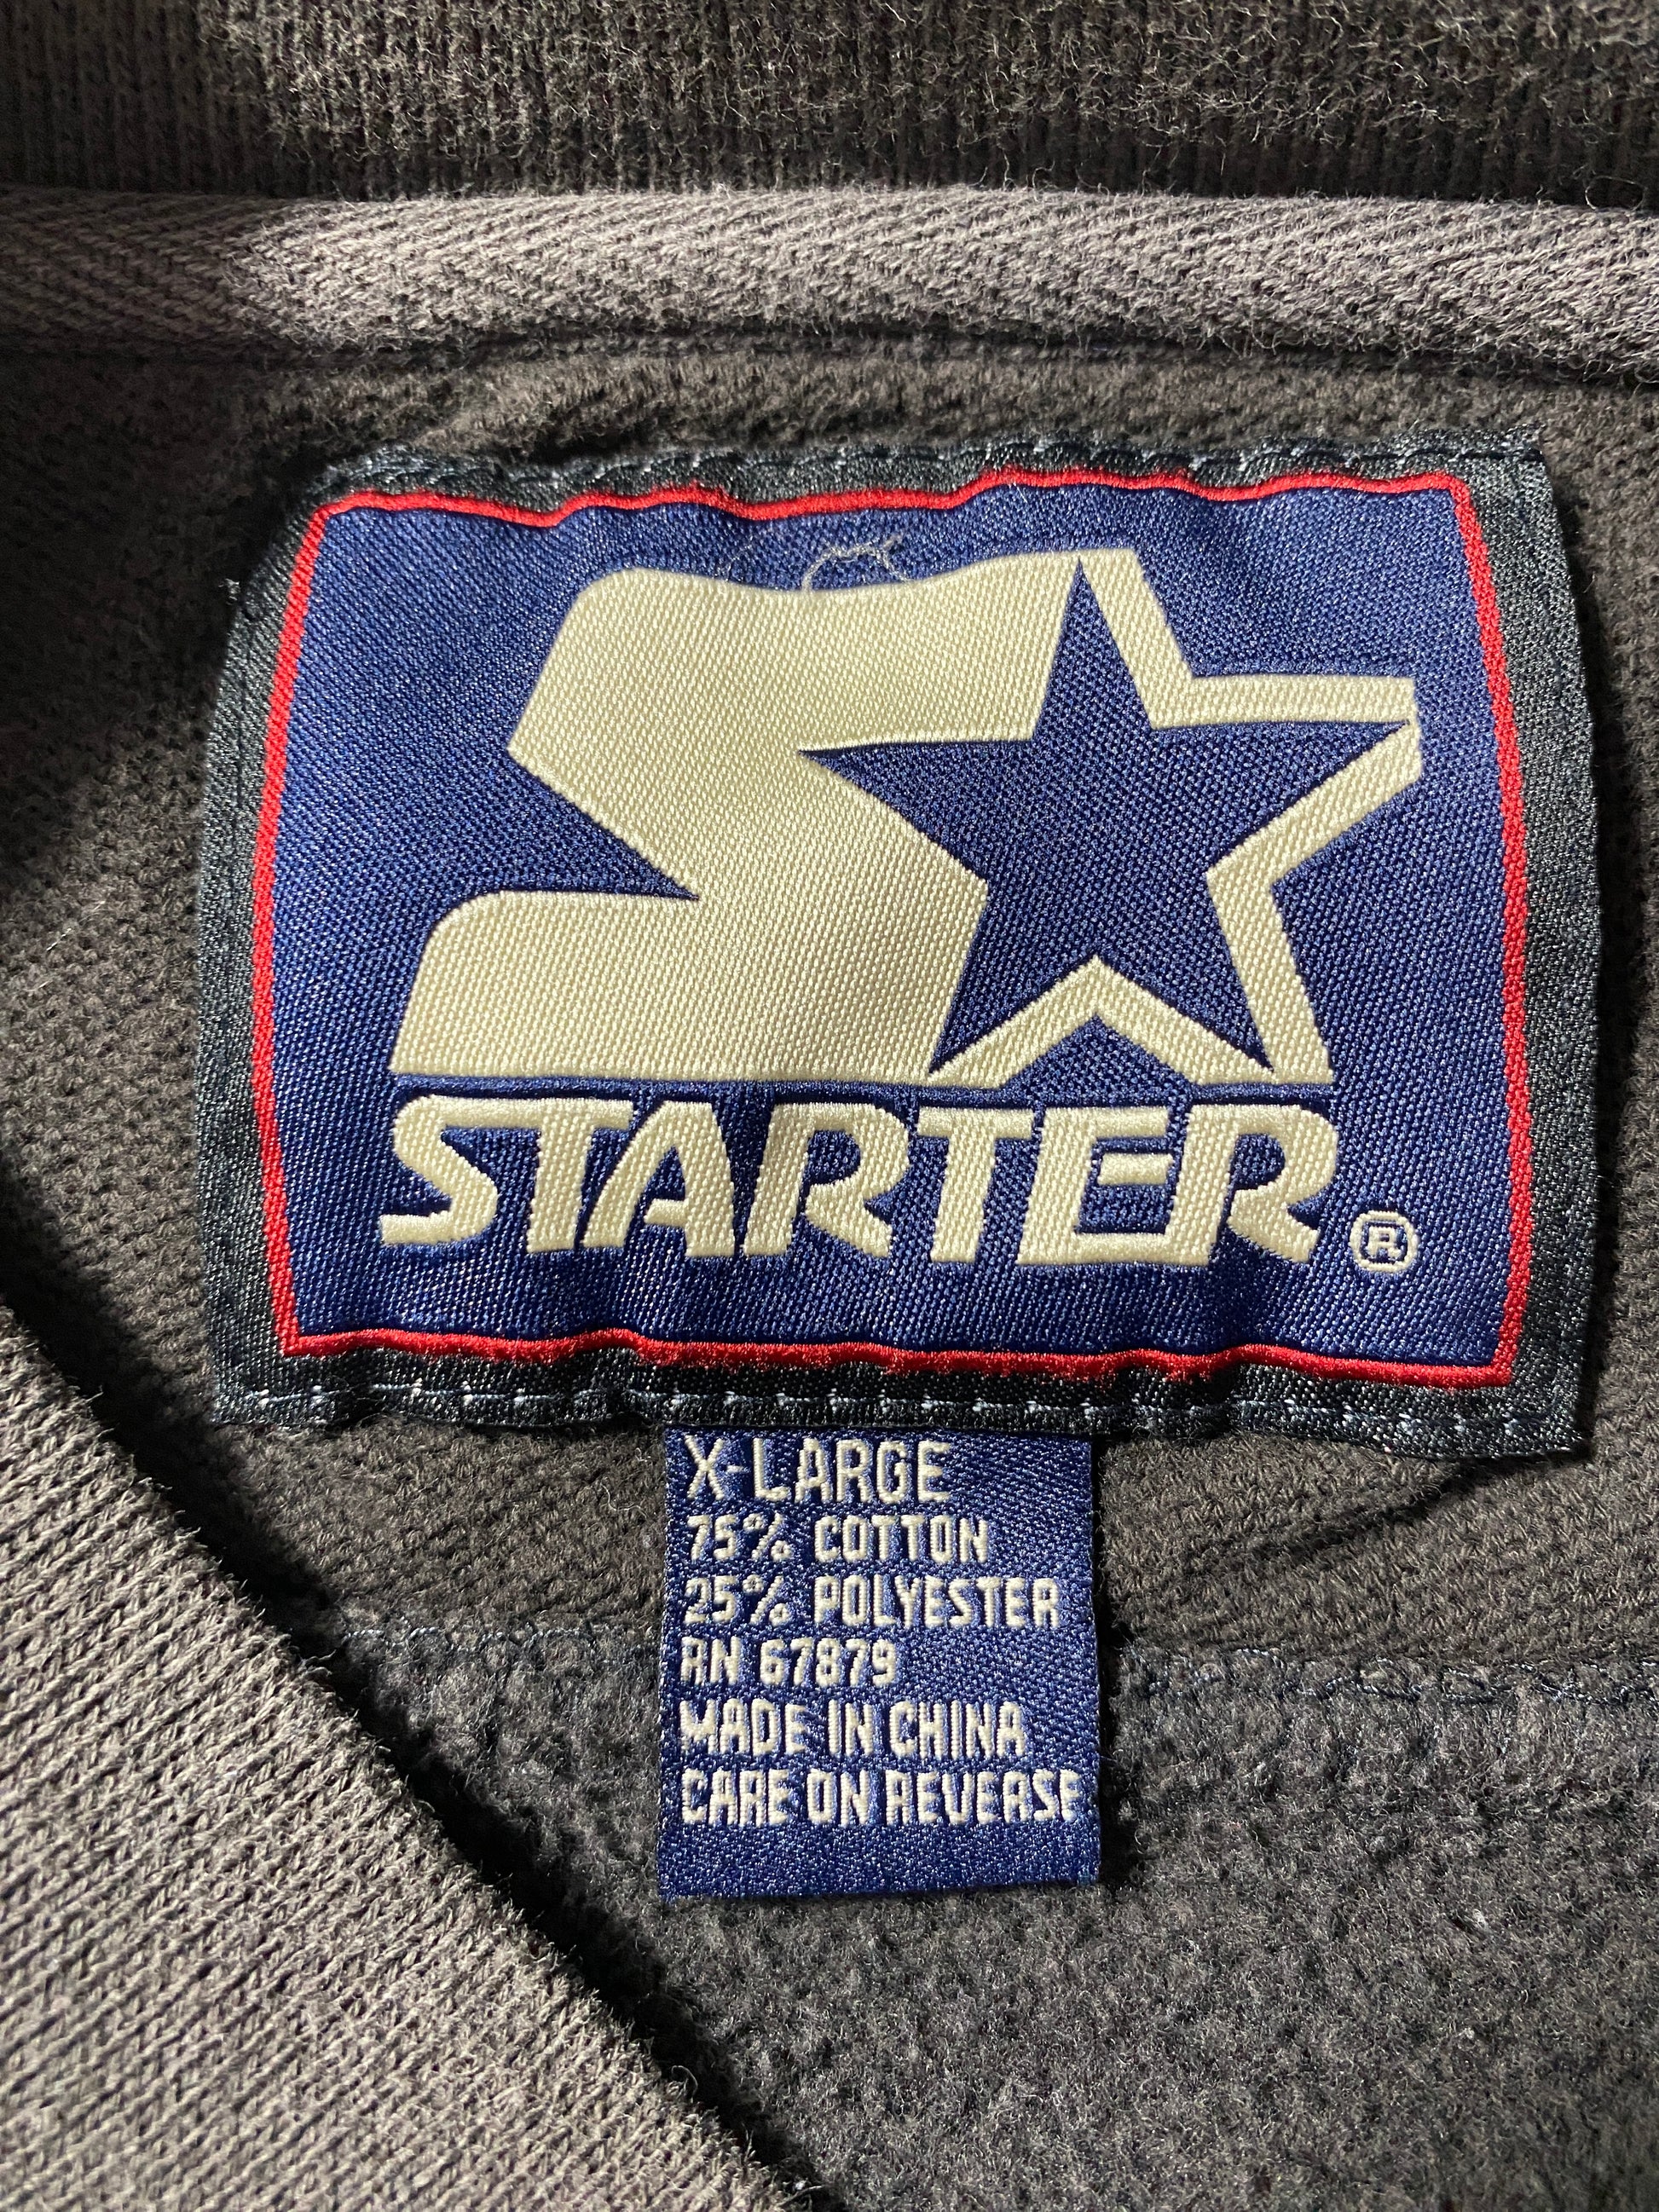 STARTER®
X-LARGE
75% COTTON
25% POLYESTER
RN 67879
MADE IN CHINA
CARE ON REVERSE